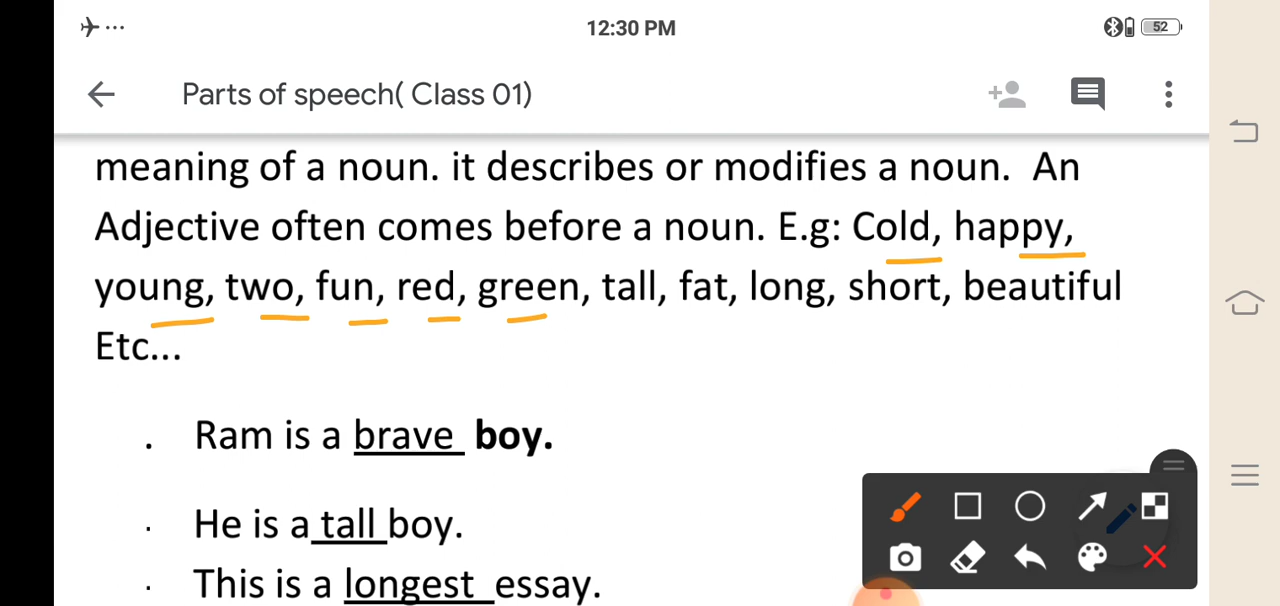 12:30 PM
52
Parts of speech( Class 01)
meaning of a noun. it describes or modifies a noun. An
Adjective often comes before a noun. E.g: Cold, happy,
young, two, fun, red, green, tall, fat, long, short, beautiful
Etc...
. Ram is a brave boy.
· He is a tall boy.
· This is a longest essay.